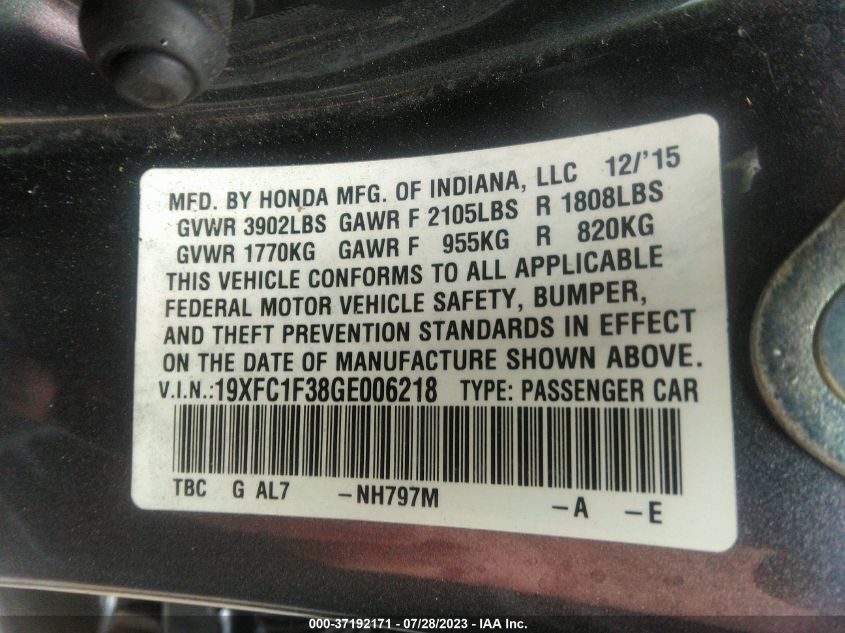 MFD. BY HONDA MFG. OF INDIANA, LLC 12/'15
GVWR 3902LBS GAWR F 2105LBS R 1808LBS
GVWR 1770KG GAWR F 955KG R 820KG
THIS VEHICLE CONFORMS TO ALL APPLICABLE
FEDERAL MOTOR VEHICLE SAFETY, BUMPER,
AND THEFT PREVENTION STANDARDS IN EFFECT
ON THE DATE OF MANUFACTURE SHOWN ABOVE.
V.I.N.:19XFC1F38GE006218 TYPE: PASSENGER CAR
TBC G AL7 -NH797M -A -E
000-37192171 - 07/28/2023 - IAA Inc.